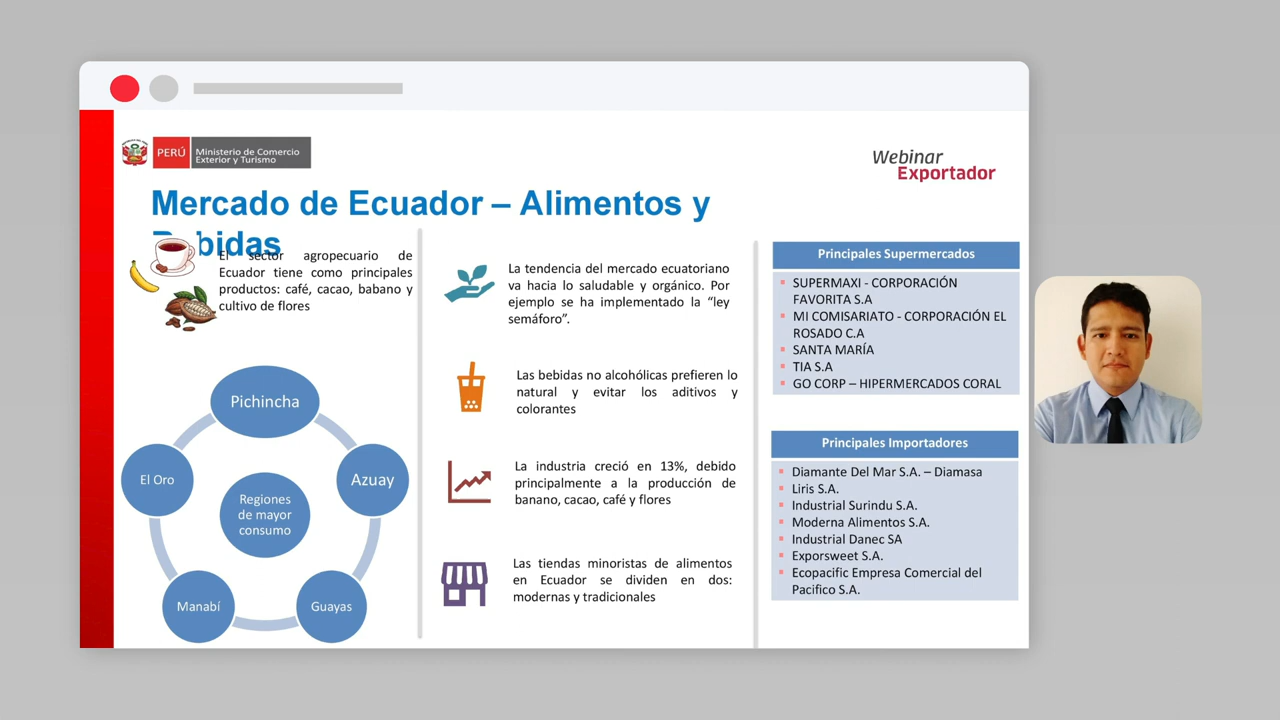 PERÚ
Ministerio de Comercio
Exterior y Turismo
Webinar
Exportador
Mercado de Ecuador – Alimentos y
Bebidas
El sector agropecuario de
Ecuador tiene como principales
productos: café, cacao, babano y
cultivo de flores
Pichincha
El Oro
Azuay
Regiones
de mayor
consumo
Manabí
Guayas
La tendencia del mercado ecuatoriano
va hacia lo saludable y orgánico. Por
ejemplo se ha implementado la “ley
semáforo”.
Las bebidas no alcohólicas prefieren lo
natural y evitar los aditivos y
colorantes
La industria creció en 13%, debido
principalmente a la producción de
banano, cacao, café y flores
Las tiendas minoristas de alimentos
en Ecuador se dividen en dos:
modernas y tradicionales
Principales Supermercados
SUPERMAXI - CORPORACIÓN
FAVORITA S.A
MI COMISARIATO - CORPORACIÓN EL
ROSADO C.A
SANTA MARÍA
TIA S.A
GO CORP – HIPERMERCADOS CORAL
Principales Importadores
Diamante Del Mar S.A. – Diamasa
Liris S.A.
Industrial Surindu S.A.
Moderna Alimentos S.A.
Industrial Danec SA
Exporsweet S.A.
Ecopacific Empresa Comercial del
Pacifico S.A.